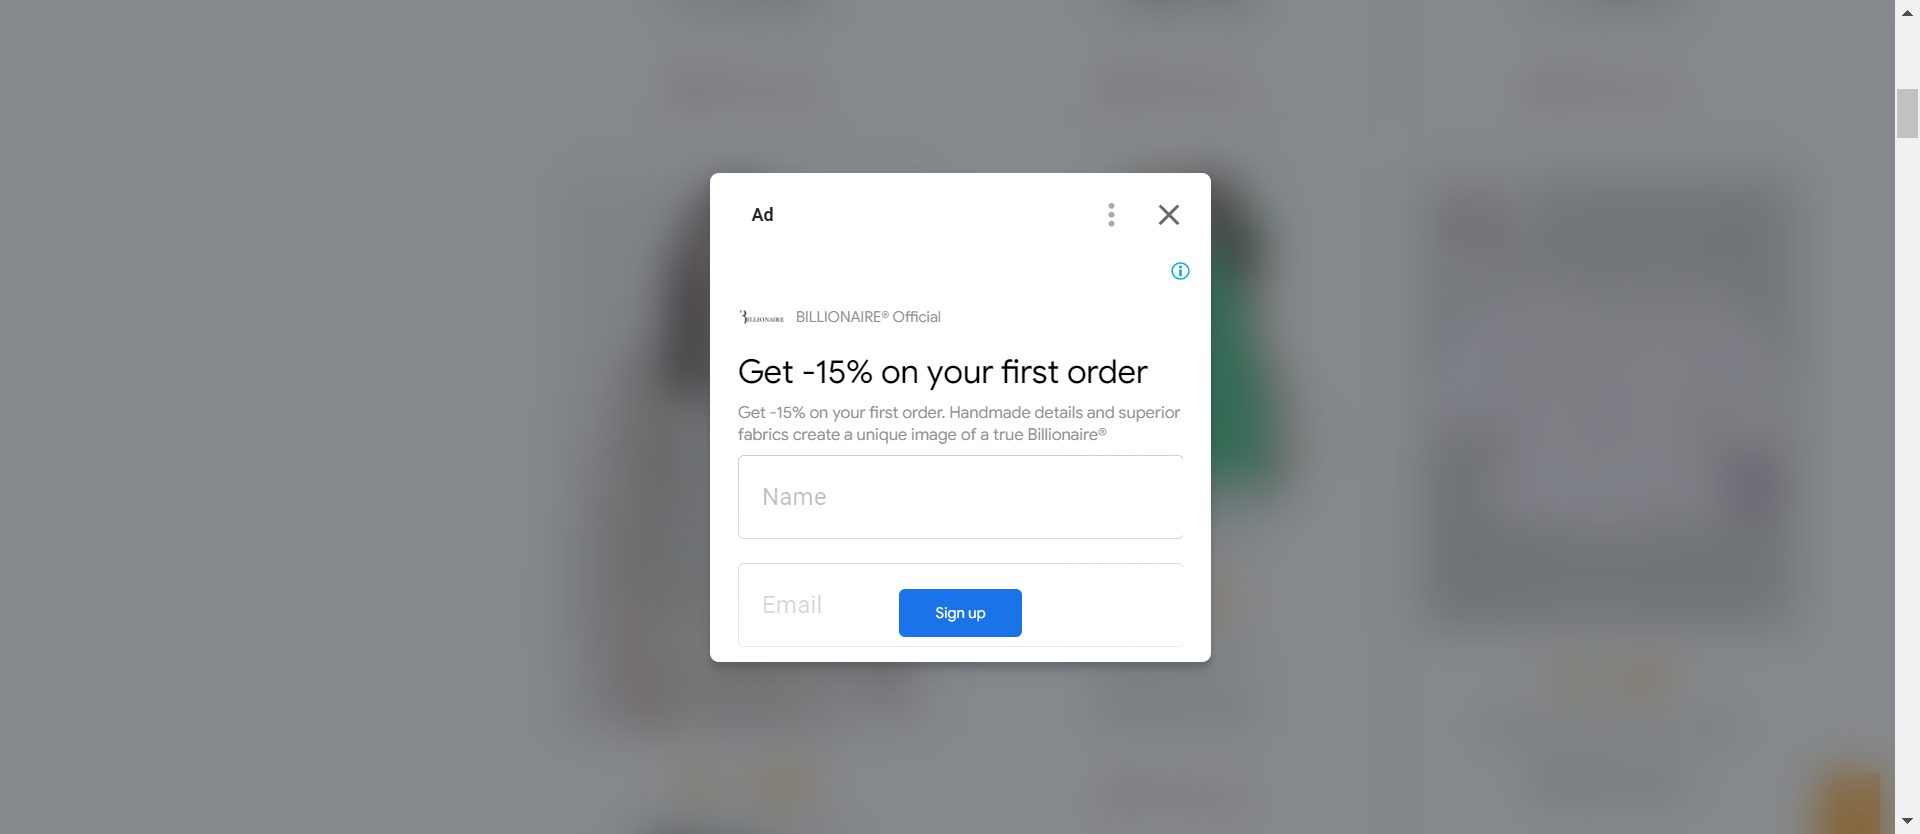 Ad
BILLIONAIRE BILLIONAIRE® Official
Get -15% on your first order
Get -15% on your first order. Handmade details and superior
fabrics create a unique image of a true Billionaire®
Name
Email
Sign up